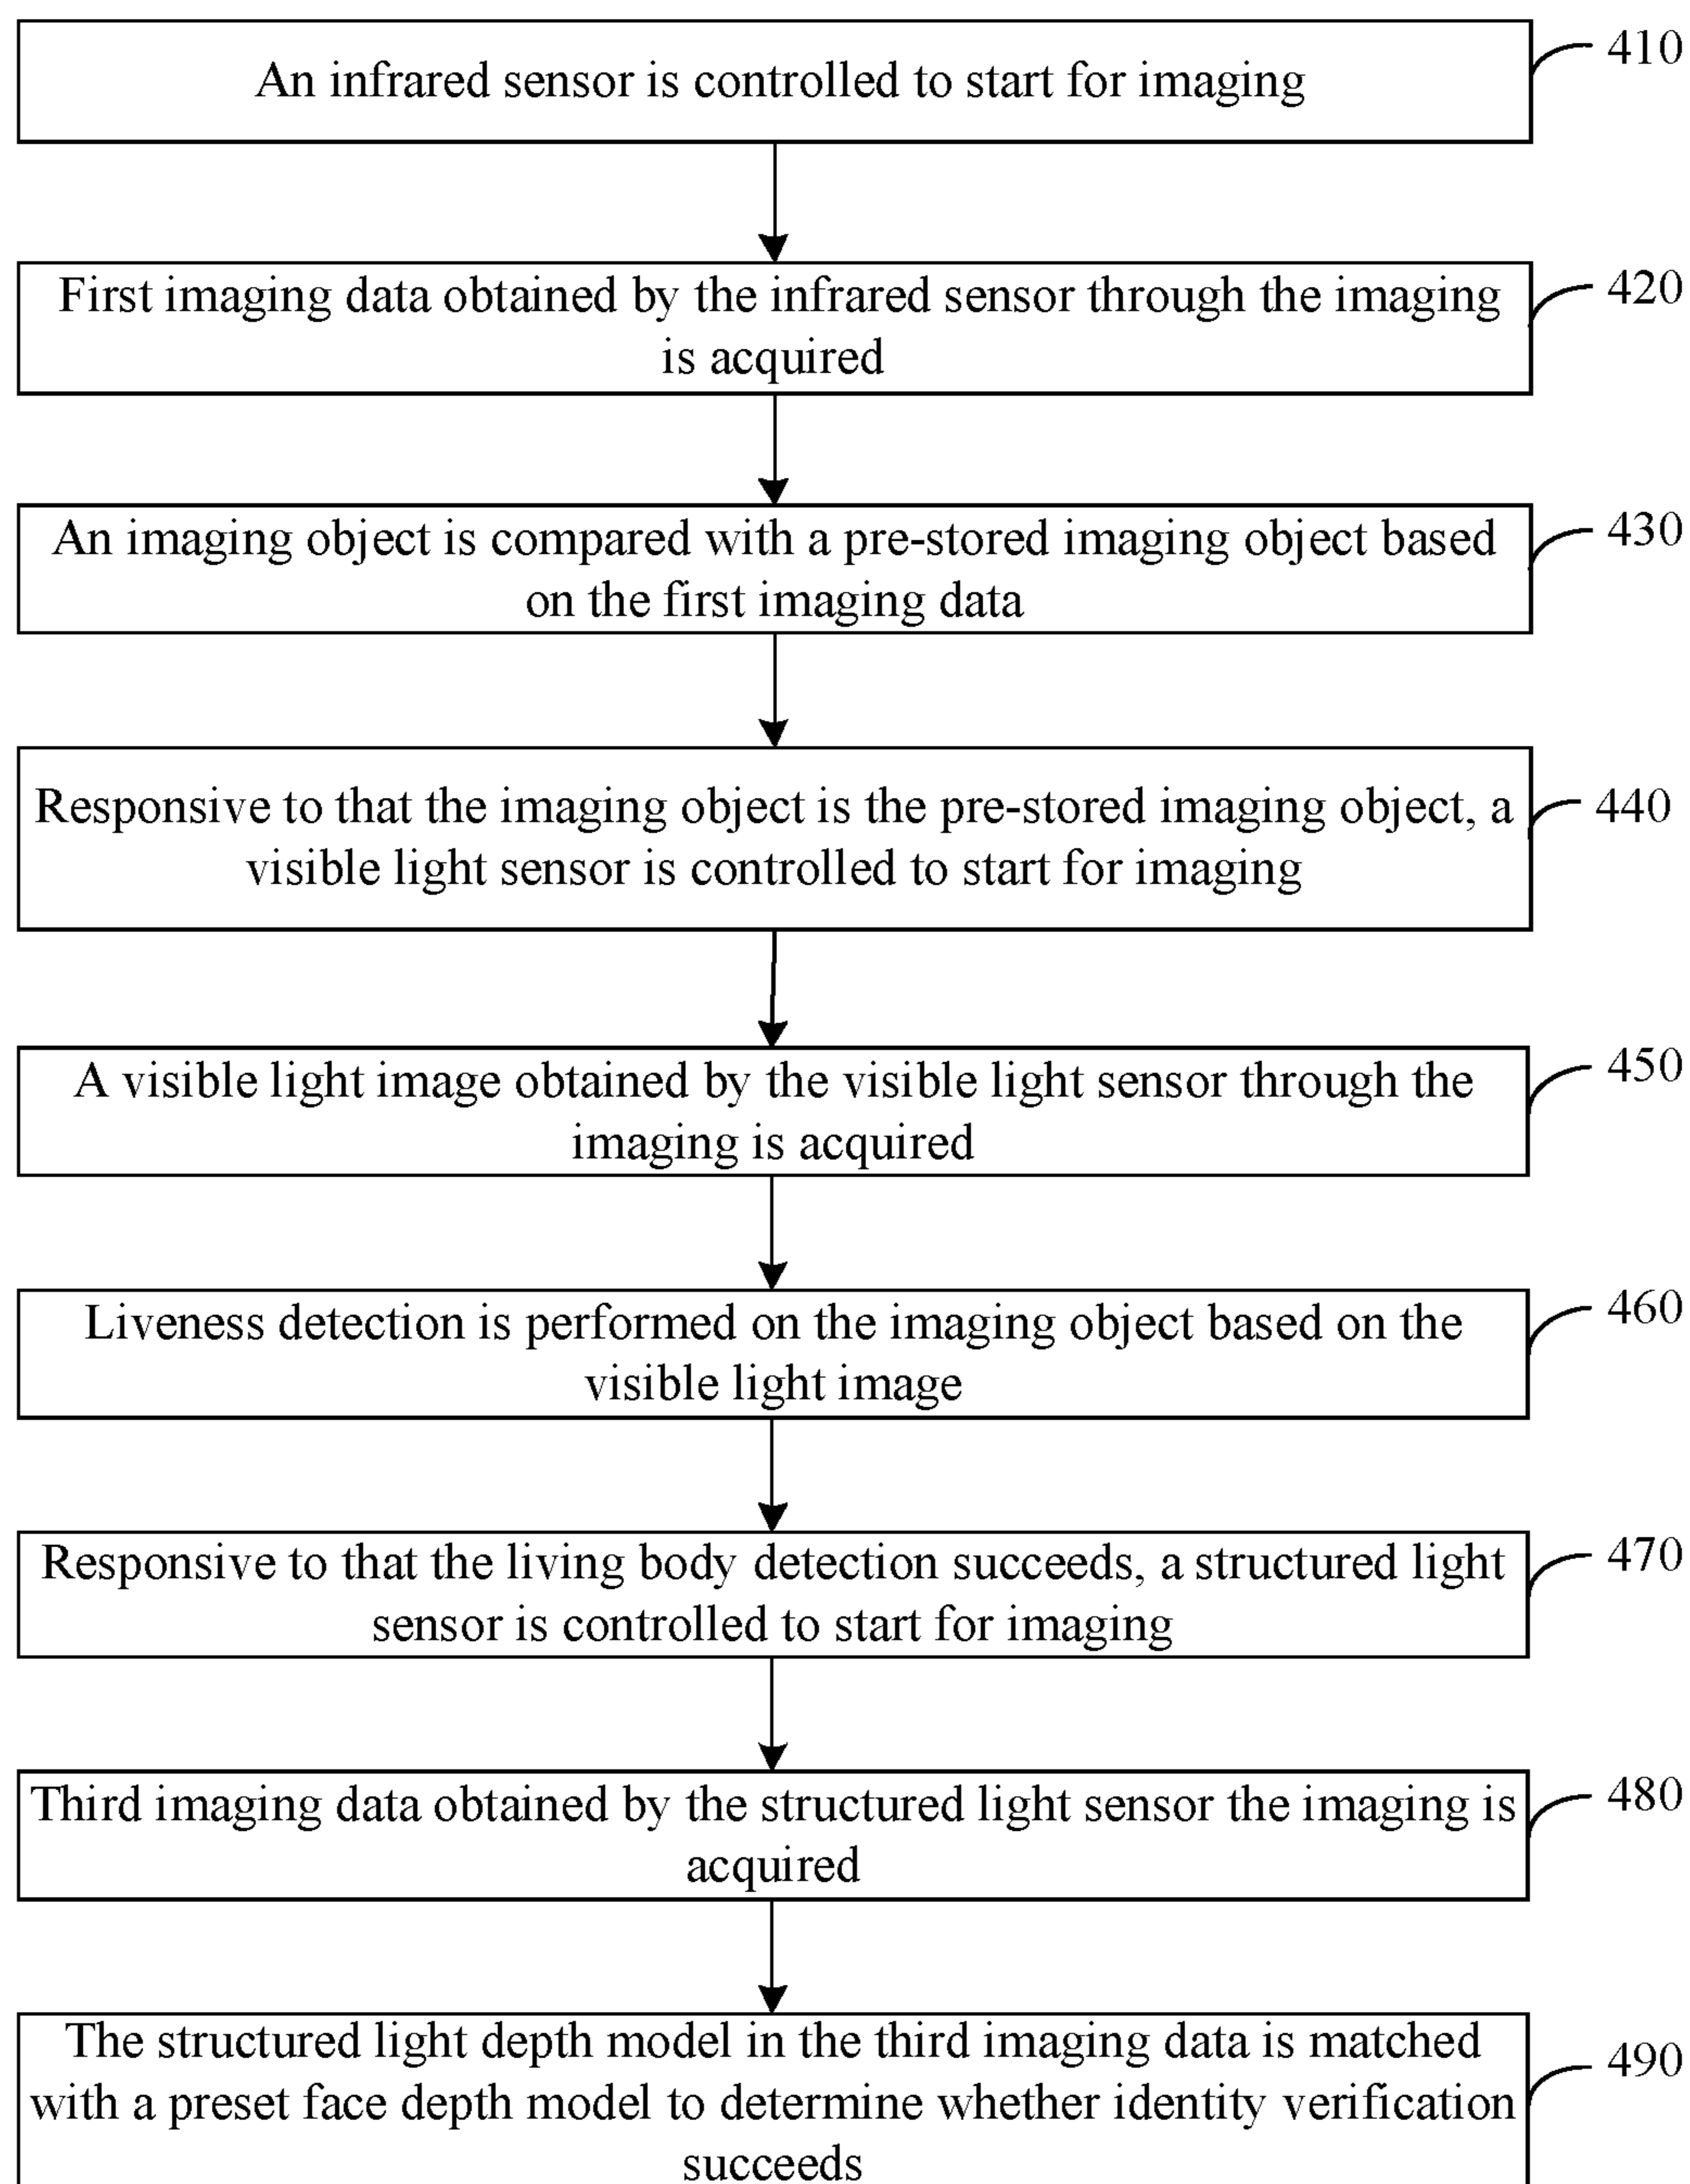 An infrared sensor is controlled to start for imaging
410
First imaging data obtained by the infrared sensor through the imaging
is acquired
420
An imaging object is compared with a pre-stored imaging object based
on the first imaging data
430
Responsive to that the imaging object is the pre-stored imaging object, a
visible light sensor is controlled to start for imaging
440
A visible light image obtained by the visible light sensor through the
imaging is acquired
450
Liveness detection is performed on the imaging object based on the
visible light image
460
Responsive to that the living body detection succeeds, a structured light
sensor is controlled to start for imaging
470
Third imaging data obtained by the structured light sensor the imaging is
acquired
480
The structured light depth model in the third imaging data is matched
with a preset face depth model to determine whether identity verification
succeeds
490